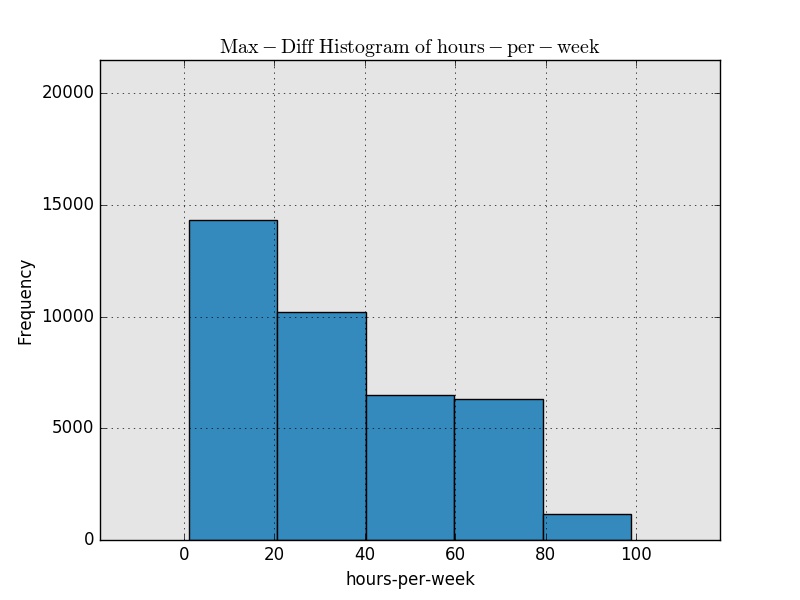 Max − Diff Histogram of hours − per − week
20000
15000
10000
5000
0
Frequency
0 20 40 60 80 100
hours-per-week